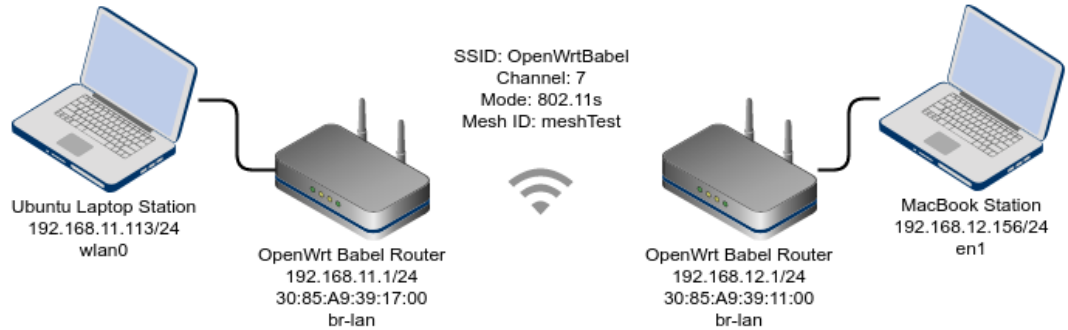 SSID: OpenWrtBabel
Channel: 7
Mode: 802.11s
Mesh ID: meshTest
Ubuntu Laptop Station
192.168.11.113/24
wlan0
OpenWrt Babel Router
192.168.11.1/24
30:85:A9:39:17:00
br-lan
OpenWrt Babel Router
192.168.12.1/24
30:85:A9:39:11:00
br-lan
MacBook Station
192.168.12.156/24
en1